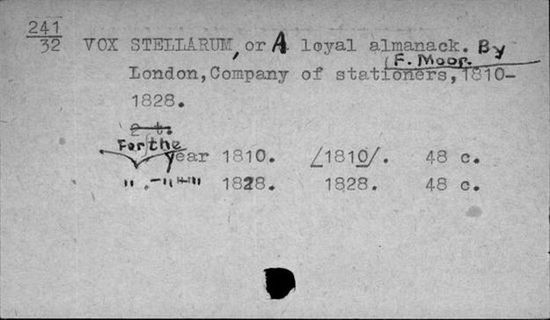 241
32 VOX STELLARUM, or A loyal almanack. By
F. Moor.
London, Company of stationers, 1810-
1828.
2 t.
For the
year 1810. /1810/. 48 c.
" . -"-"" 1828. 1828. 48 c.